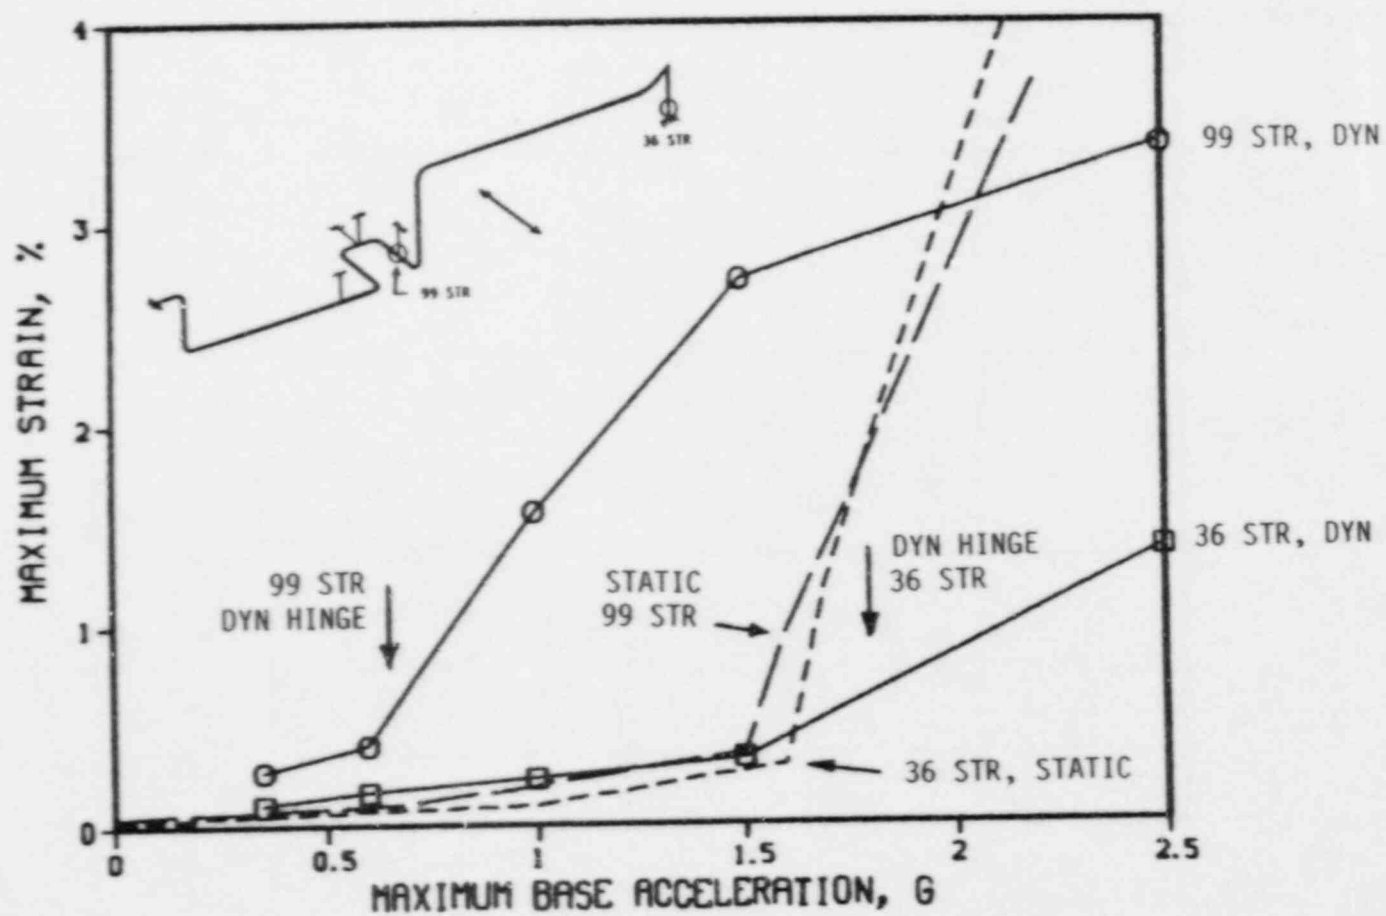 4
3
2
1
0
MAXIMUM STRAIN, %
36 STR
99 STR
99 STR, DYN
36 STR, DYN
99 STR
DYN HINGE
STATIC
99 STR
DYN HINGE
36 STR
36 STR, STATIC
0
0.5
1
1.5
2
2.5
MAXIMUM BASE ACCELERATION, G